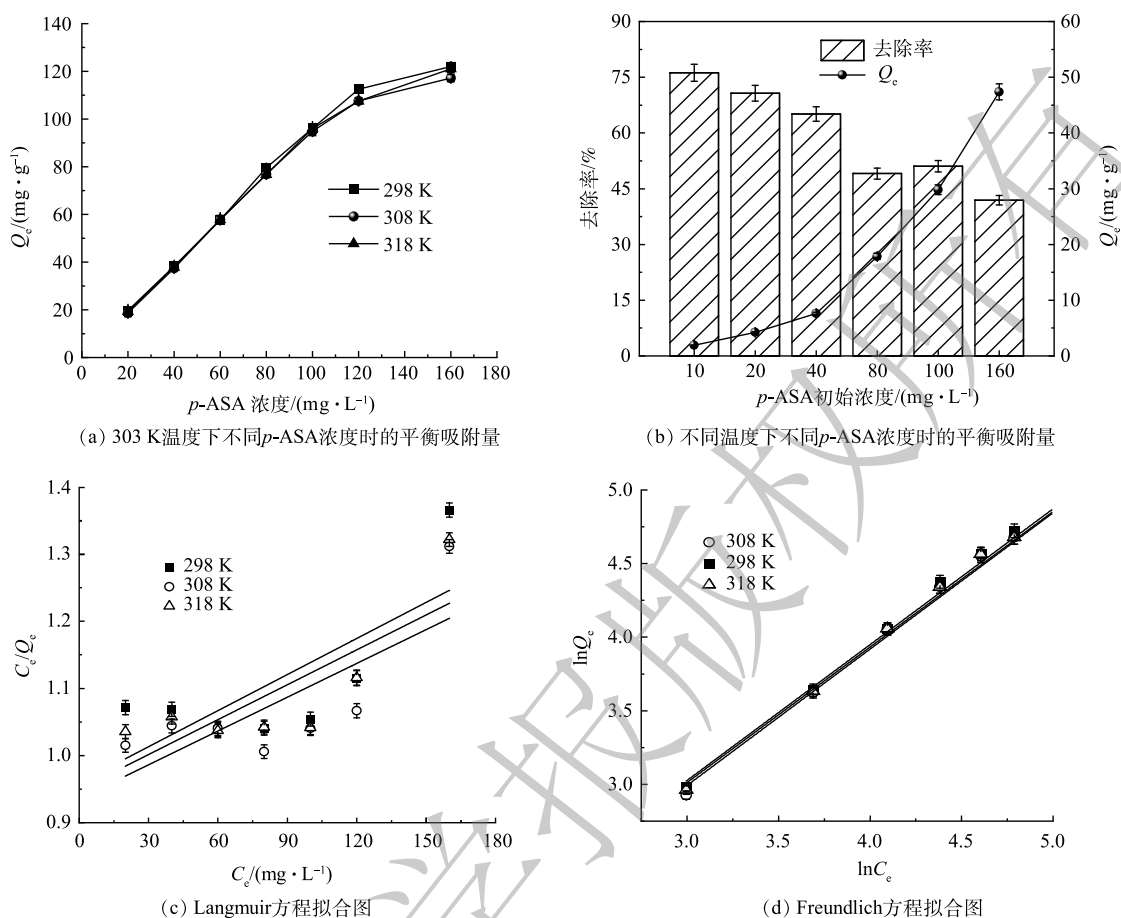 140
120
100
80
60
40
20
0
Qe/(mg·g⁻¹)
298 K
308 K
318 K
0 20 40 60 80 100 120 140 160 180
p-ASA 浓度/(mg·L⁻¹)
(a) 303 K温度下不同p-ASA浓度时的平衡吸附量
90
75
60
45
30
15
0
去除率/%
去除率
Qe
60
50
40
30
20
10
0
Qe/(mg·g⁻¹)
10 20 40 80 100 160
p-ASA初始浓度/(mg·L⁻¹)
(b) 不同温度下不同p-ASA浓度时的平衡吸附量
1.4
1.3
1.2
1.1
1.0
0.9
Ce/Qe
298 K
308 K
318 K
0 30 60 90 120 150 180
Ce/(mg·L⁻¹)
(c) Langmuir方程拟合图
5.0
4.5
4.0
3.5
3.0
lnQe
308 K
298 K
318 K
3.0 3.5 4.0 4.5 5.0
lnCe
(d) Freundlich方程拟合图
学报版权所有